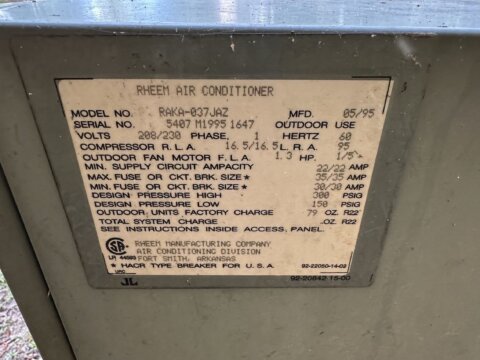 RHEEM AIR CONDITIONER
MODEL NO. RAKA-037JAZ MFD. 05/95
SERIAL NO. 5407 M1995 1647 OUTDOOR USE
VOLTS 208/230 PHASE, 1 HERTZ 60
COMPRESSOR R.L.A. 16.5/16.5 L.R.A. 95
OUTDOOR FAN MOTOR F.L.A. 1.3 HP. 1/5
MIN. SUPPLY CIRCUIT AMPACITY 22/22 AMP
MAX. FUSE OR CKT. BRK. SIZE * 35/35 AMP
MIN. FUSE OR CKT. BRK. SIZE * 30/30 AMP
DESIGN PRESSURE HIGH 300 PSIG
DESIGN PRESSURE LOW 150 PSIG
OUTDOOR UNITS FACTORY CHARGE 79 OZ. R22
TOTAL SYSTEM CHARGE OZ. R22
SEE INSTRUCTIONS INSIDE ACCESS, PANEL.
RHEEM MANUFACTURING COMPANY
AIR CONDITIONING DIVISION
FORT SMITH, ARKANSAS
92-22050-14-02
* HACR TYPE BREAKER FOR U.S.A.
JL 92-20842-15-00